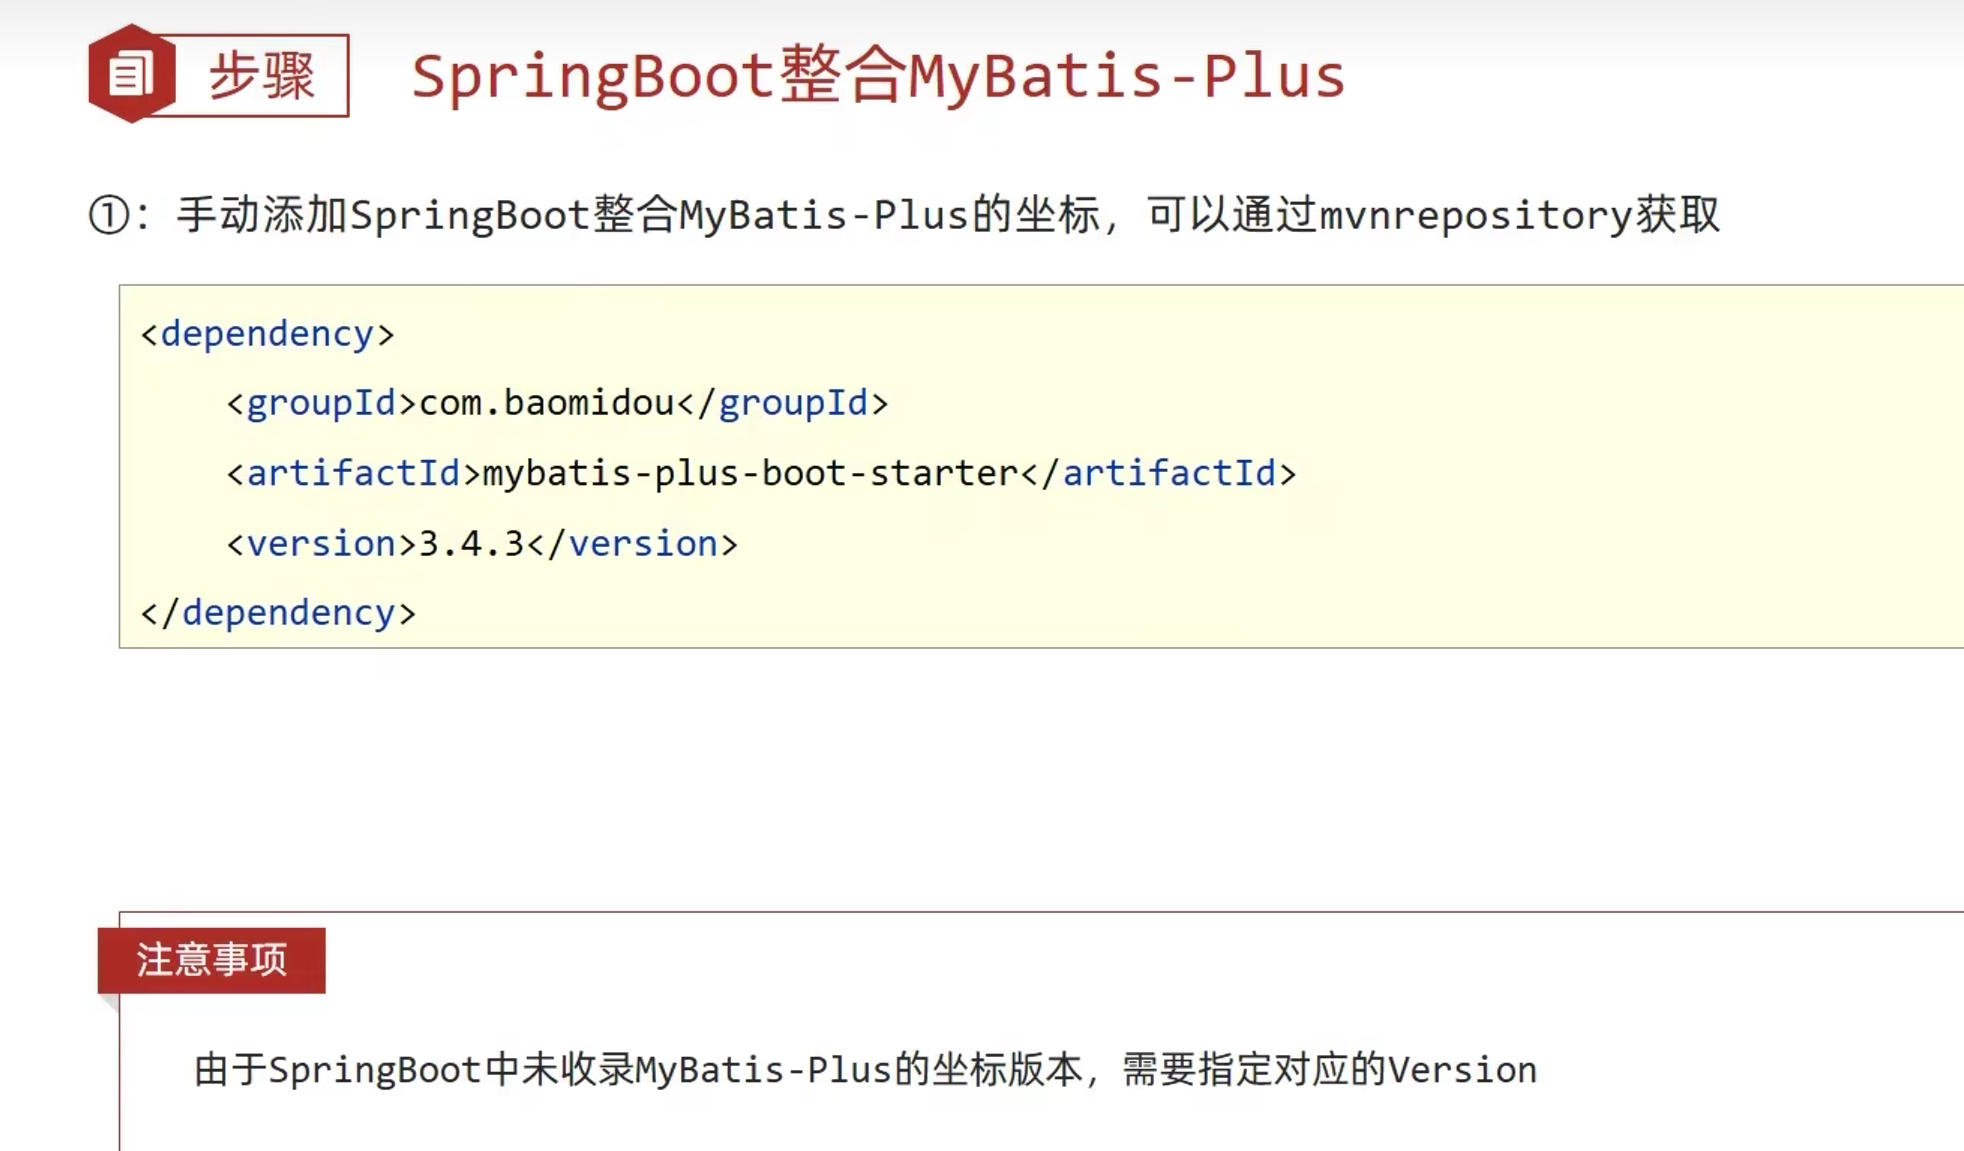 步骤
SpringBoot整合MyBatis-Plus
①：手动添加SpringBoot整合MyBatis-Plus的坐标，可以通过mvnrepository获取
<dependency>
    <groupId>com.baomidou</groupId>
    <artifactId>mybatis-plus-boot-starter</artifactId>
    <version>3.4.3</version>
</dependency>
注意事项
由于SpringBoot中未收录MyBatis-Plus的坐标版本，需要指定对应的Version